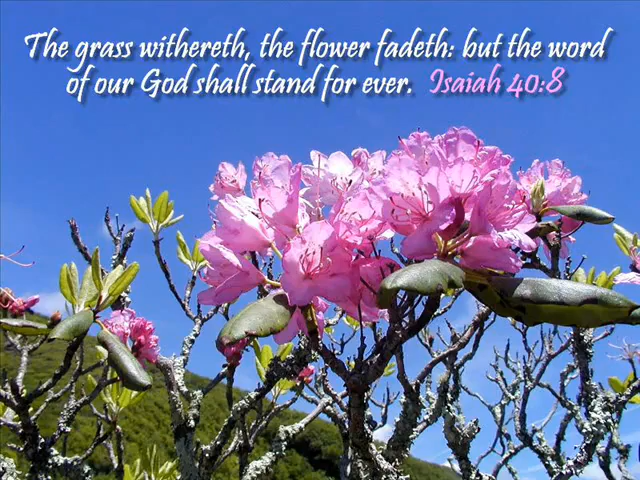 The grass withereth, the flower fadeth: but the word
of our God shall stand for ever. Isaiah 40:8